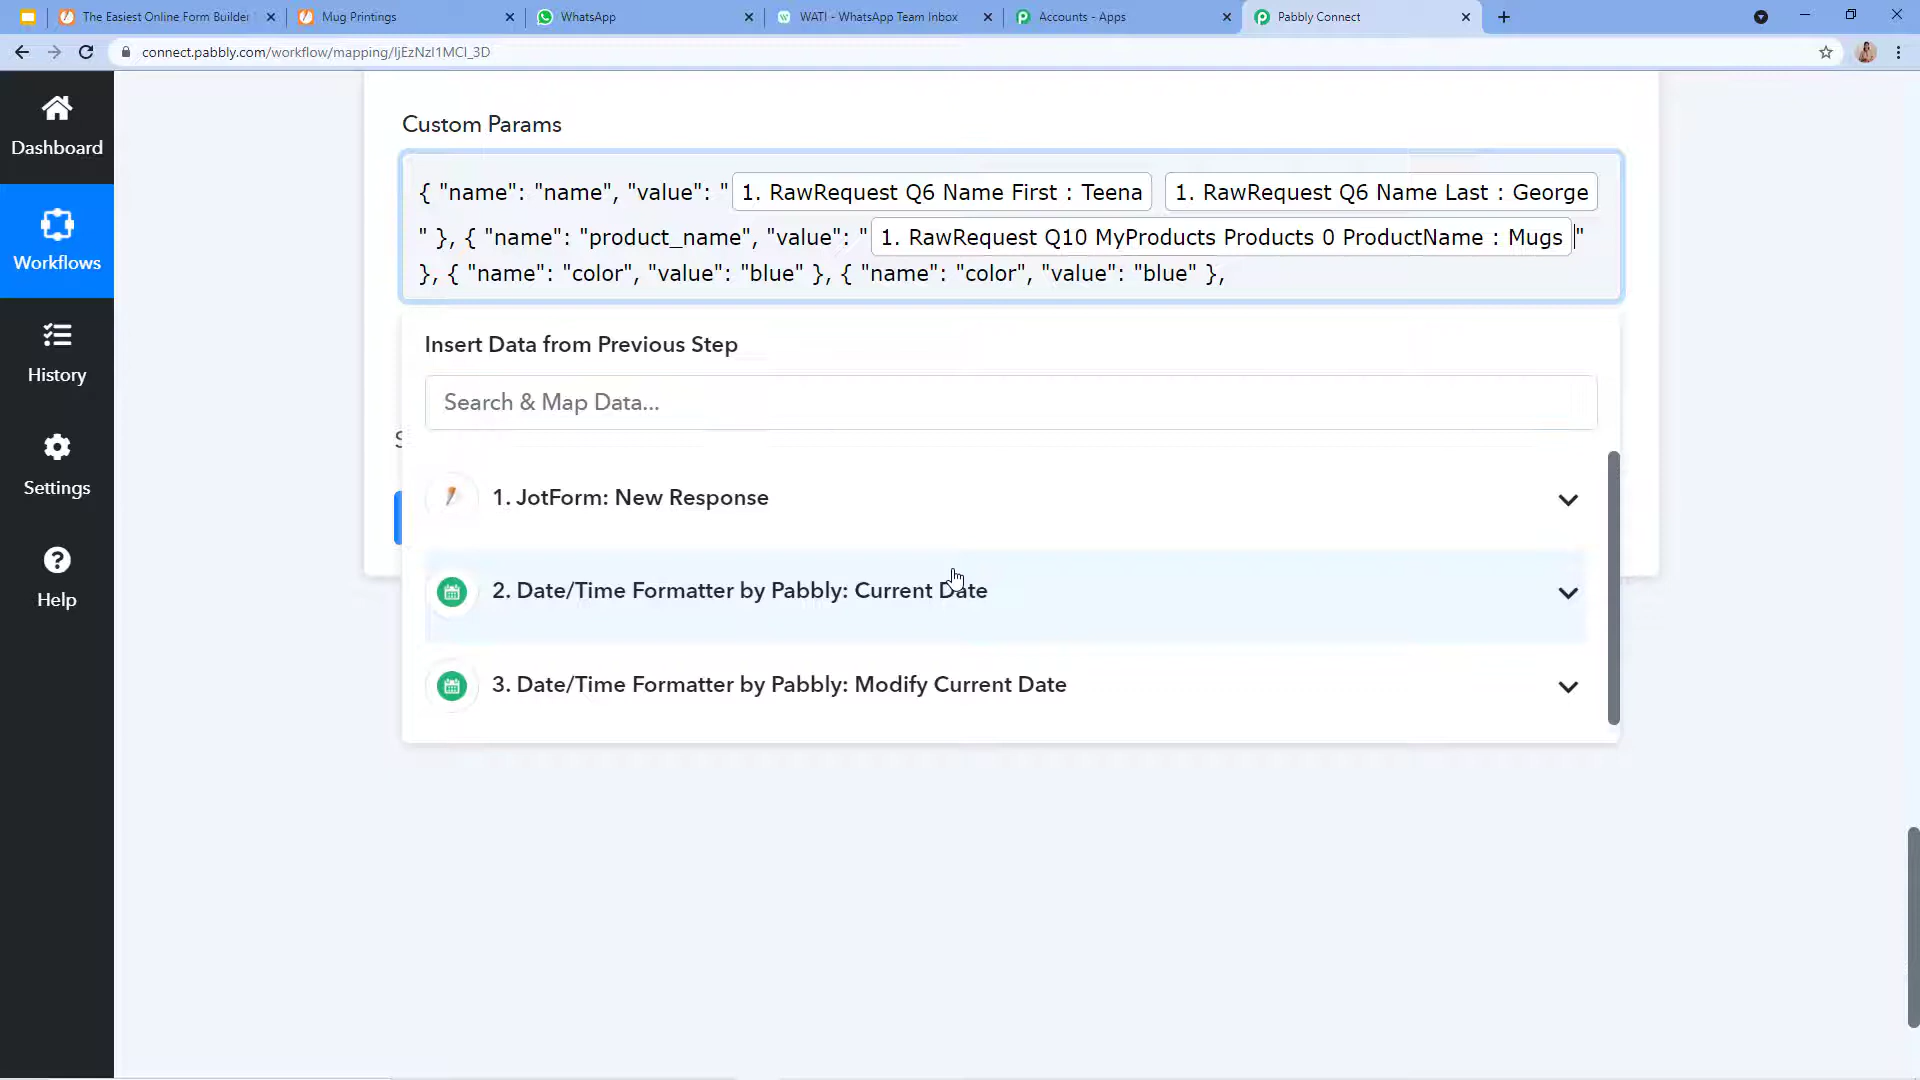 The Easiest Online Form Builder
Mug Printings
WhatsApp
WATI - WhatsApp Team Inbox
Accounts - Apps
Pabbly Connect
connect.pabbly.com/workflow/mapping/IjEzNzI1MCI_3D
Dashboard
Workflows
History
Settings
Help
Custom Params
{ "name": "name", "value": " 1. RawRequest Q6 Name First : Teena 1. RawRequest Q6 Name Last : George
" }, { "name": "product_name", "value": " 1. RawRequest Q10 MyProducts Products 0 ProductName : Mugs "
}, { "name": "color", "value": "blue" }, { "name": "color", "value": "blue" },
Insert Data from Previous Step
Search & Map Data...
S
1. JotForm: New Response
2. Date/Time Formatter by Pabbly: Current Date
3. Date/Time Formatter by Pabbly: Modify Current Date